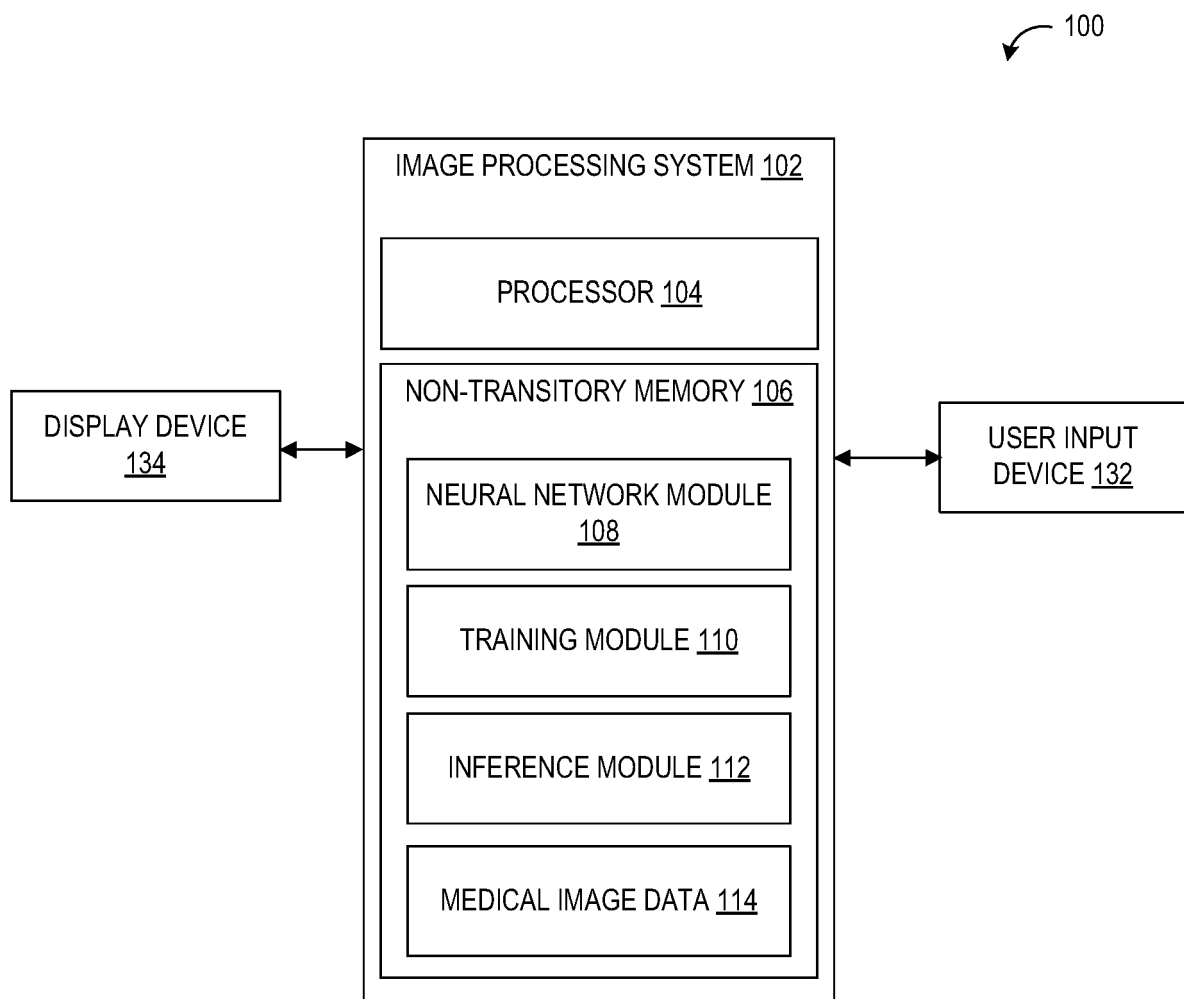 100
IMAGE PROCESSING SYSTEM 102
PROCESSOR 104
NON-TRANSITORY MEMORY 106
DISPLAY DEVICE
134
USER INPUT
DEVICE 132
NEURAL NETWORK MODULE
108
TRAINING MODULE 110
INFERENCE MODULE 112
MEDICAL IMAGE DATA 114